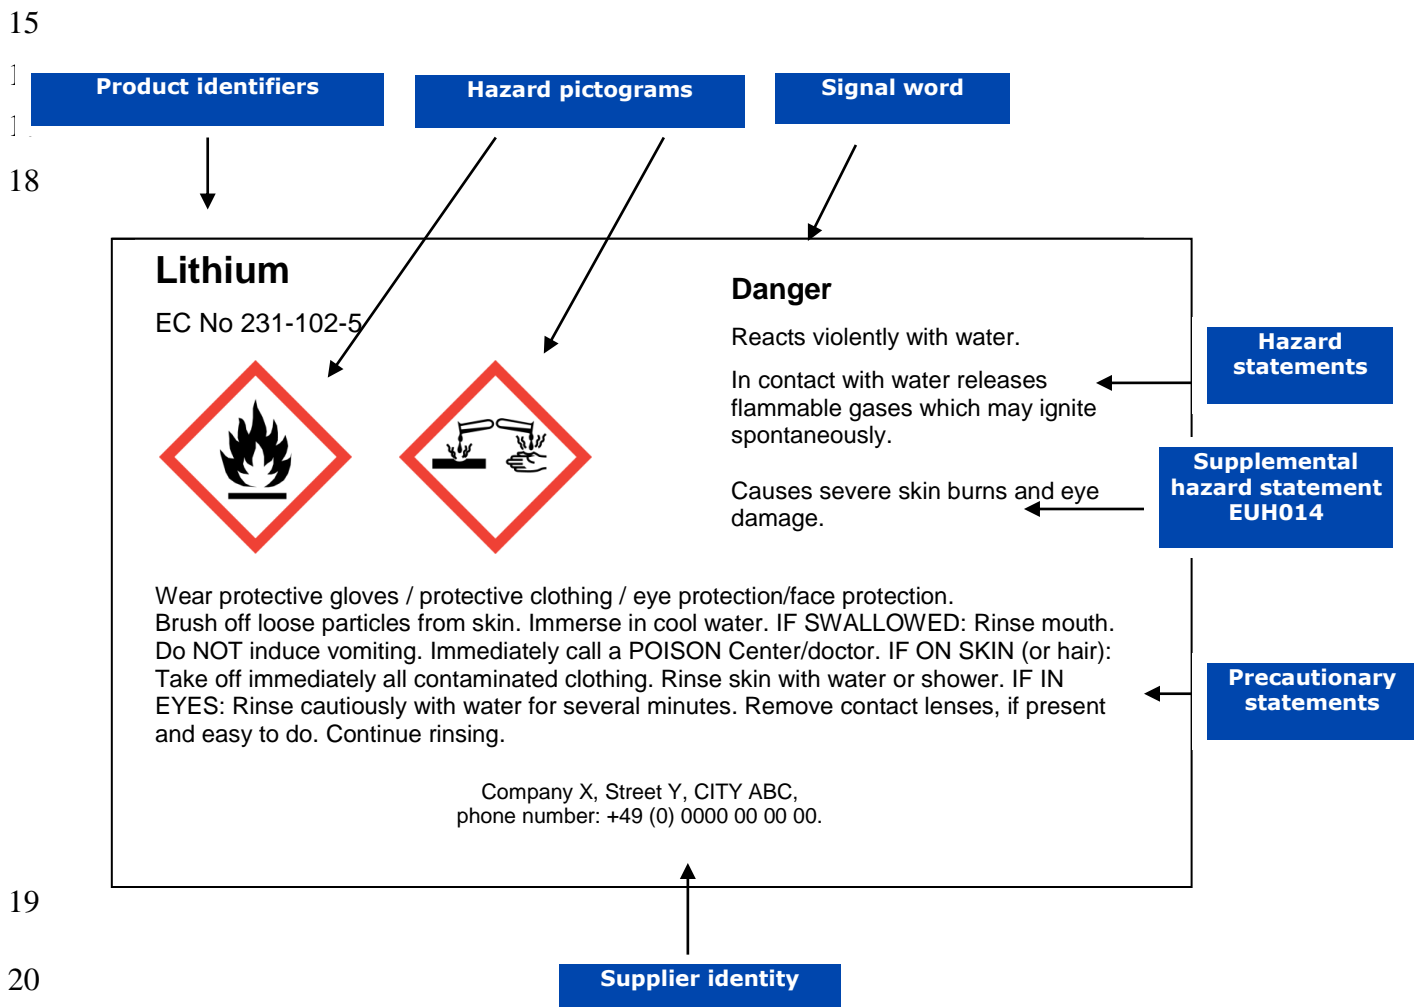 15
Product identifiers
Hazard pictograms
Signal word
18
Lithium
EC No 231-102-5
Danger
Reacts violently with water.
In contact with water releases
flammable gases which may ignite
spontaneously.
Causes severe skin burns and eye
damage.
Hazard
statements
Supplemental
hazard statement
EUH014
Wear protective gloves / protective clothing / eye protection/face protection.
Brush off loose particles from skin. Immerse in cool water. IF SWALLOWED: Rinse mouth.
Do NOT induce vomiting. Immediately call a POISON Center/doctor. IF ON SKIN (or hair):
Take off immediately all contaminated clothing. Rinse skin with water or shower. IF IN
EYES: Rinse cautiously with water for several minutes. Remove contact lenses, if present
and easy to do. Continue rinsing.
Precautionary
statements
Company X, Street Y, CITY ABC,
phone number: +49 (0) 0000 00 00 00.
19
20
Supplier identity